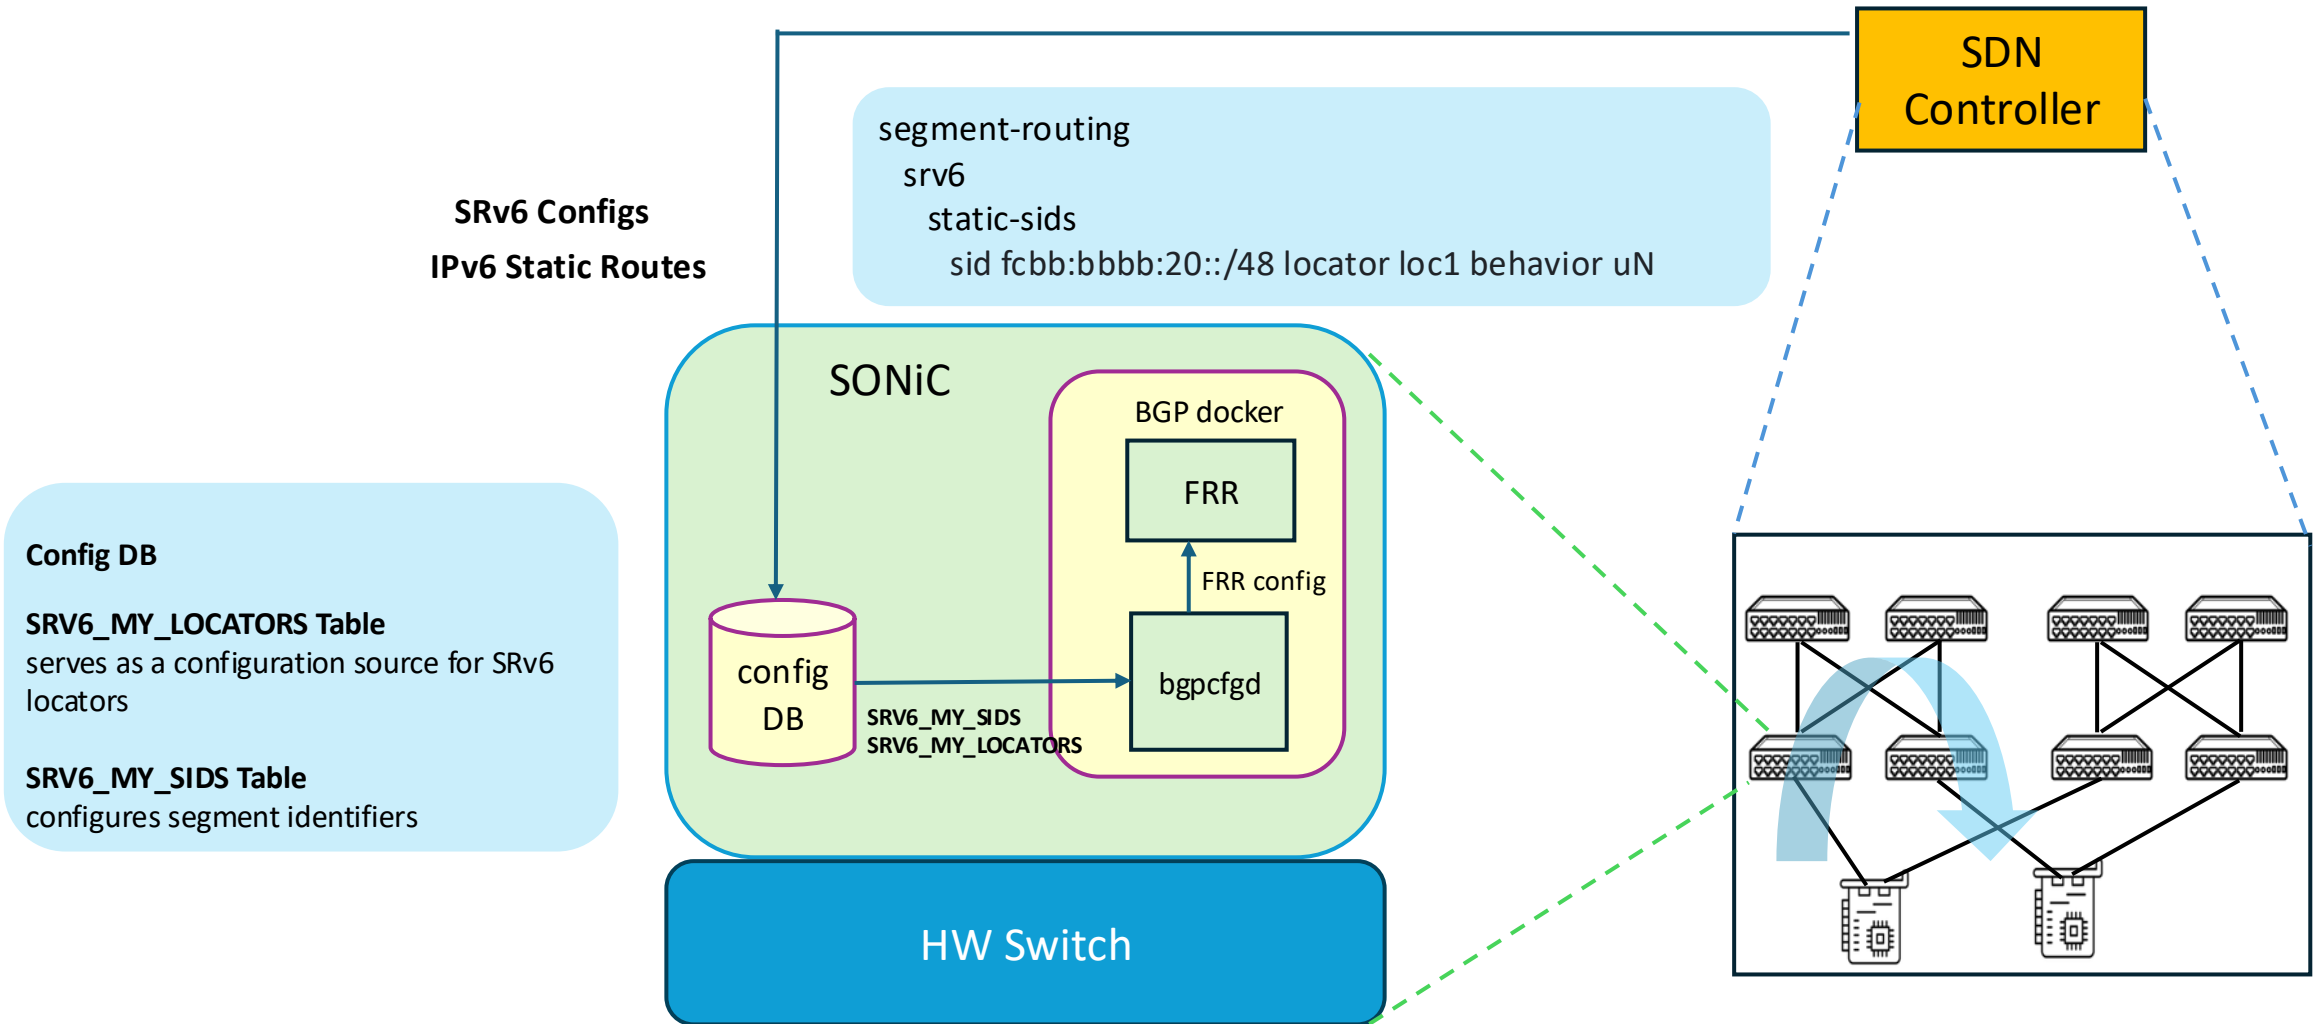 SDN
Controller
segment-routing
srv6
static-sids
sid fcbb:bbbb:20::/48 locator loc1 behavior uN
SRv6 Configs
IPv6 Static Routes
SONiC
BGP docker
FRR
FRR config
bgpcfgd
config
DB
SRV6_MY_SIDS
SRV6_MY_LOCATORS
Config DB
SRV6_MY_LOCATORS Table
serves as a configuration source for SRv6
locators
SRV6_MY_SIDS Table
configures segment identifiers
HW Switch